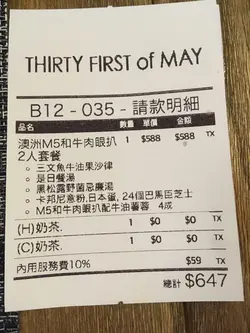 THIRTY FIRST of MAY
B12 - 035 - 請款明細
品名 數量 單價 金額
澳洲M5和牛肉眼扒 1 $588 $588 TX
2人套餐
◦ 三文魚牛油果沙律
◦ 是日餐湯
◦ 黑松露野菌忌廉湯
◦ 卡邦尼意粉,日本蛋, 24個巴馬臣芝士
◦ M5和牛肉眼扒配牛油薯蓉 4成
(H)奶茶. 1 $0 $0 TX
(C)奶茶. 1 $0 $0 TX
內用服務費10% $59 TX
總計 $647